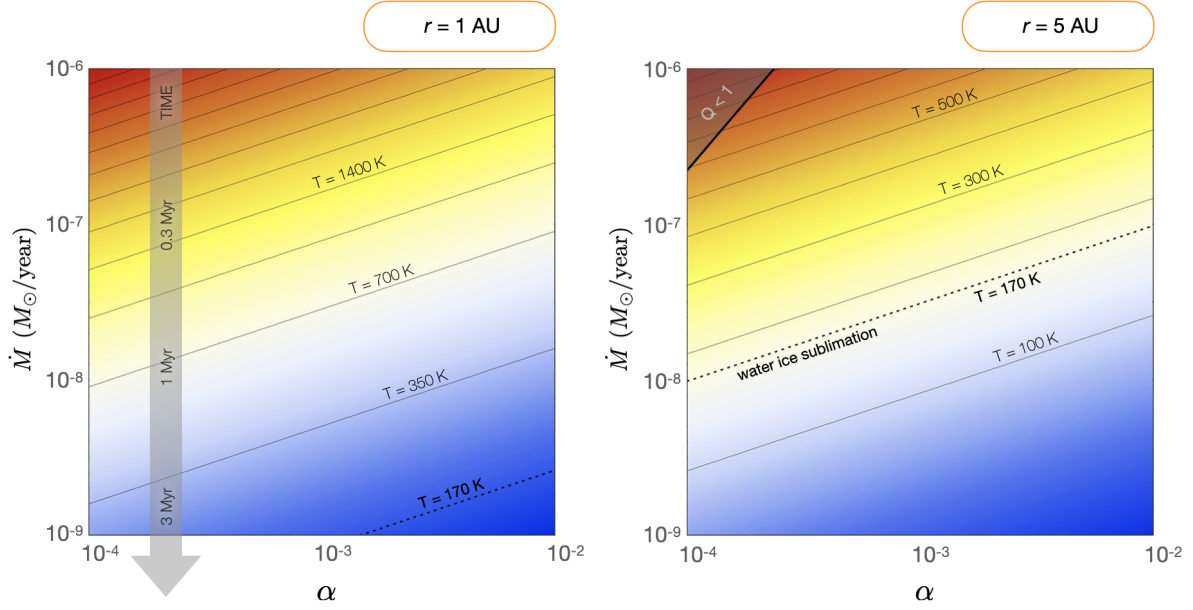 r = 1 AU
10⁻⁶
10⁻⁷
10⁻⁸
10⁻⁹
Ṁ (M⊙/year)
TIME
0.3 Myr
1 Myr
3 Myr
T = 1400 K
T = 700 K
T = 350 K
T = 170 K
10⁻⁴
10⁻³
10⁻²
α
r = 5 AU
10⁻⁶
10⁻⁷
10⁻⁸
10⁻⁹
Ṁ (M⊙/year)
Q < 1
T = 500 K
T = 300 K
T = 170 K
water ice sublimation
T = 100 K
10⁻⁴
10⁻³
10⁻²
α